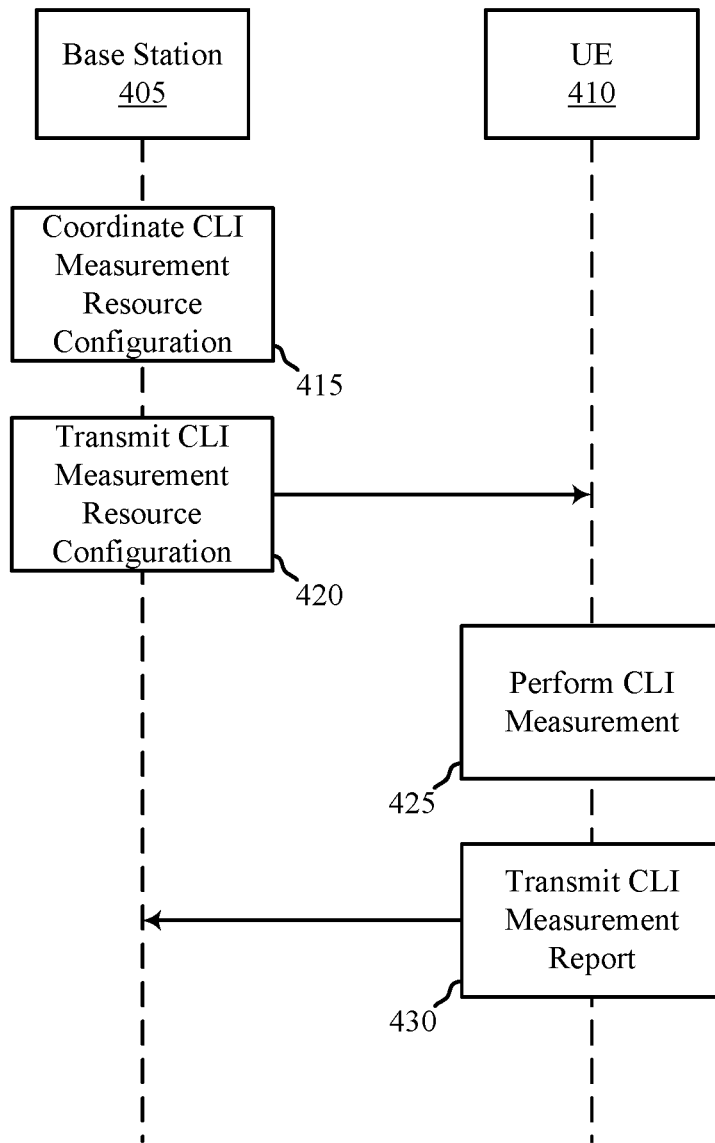 Base Station
405
UE
410
Coordinate CLI
Measurement
Resource
Configuration
415
Transmit CLI
Measurement
Resource
Configuration
420
Perform CLI
Measurement
425
Transmit CLI
Measurement
Report
430